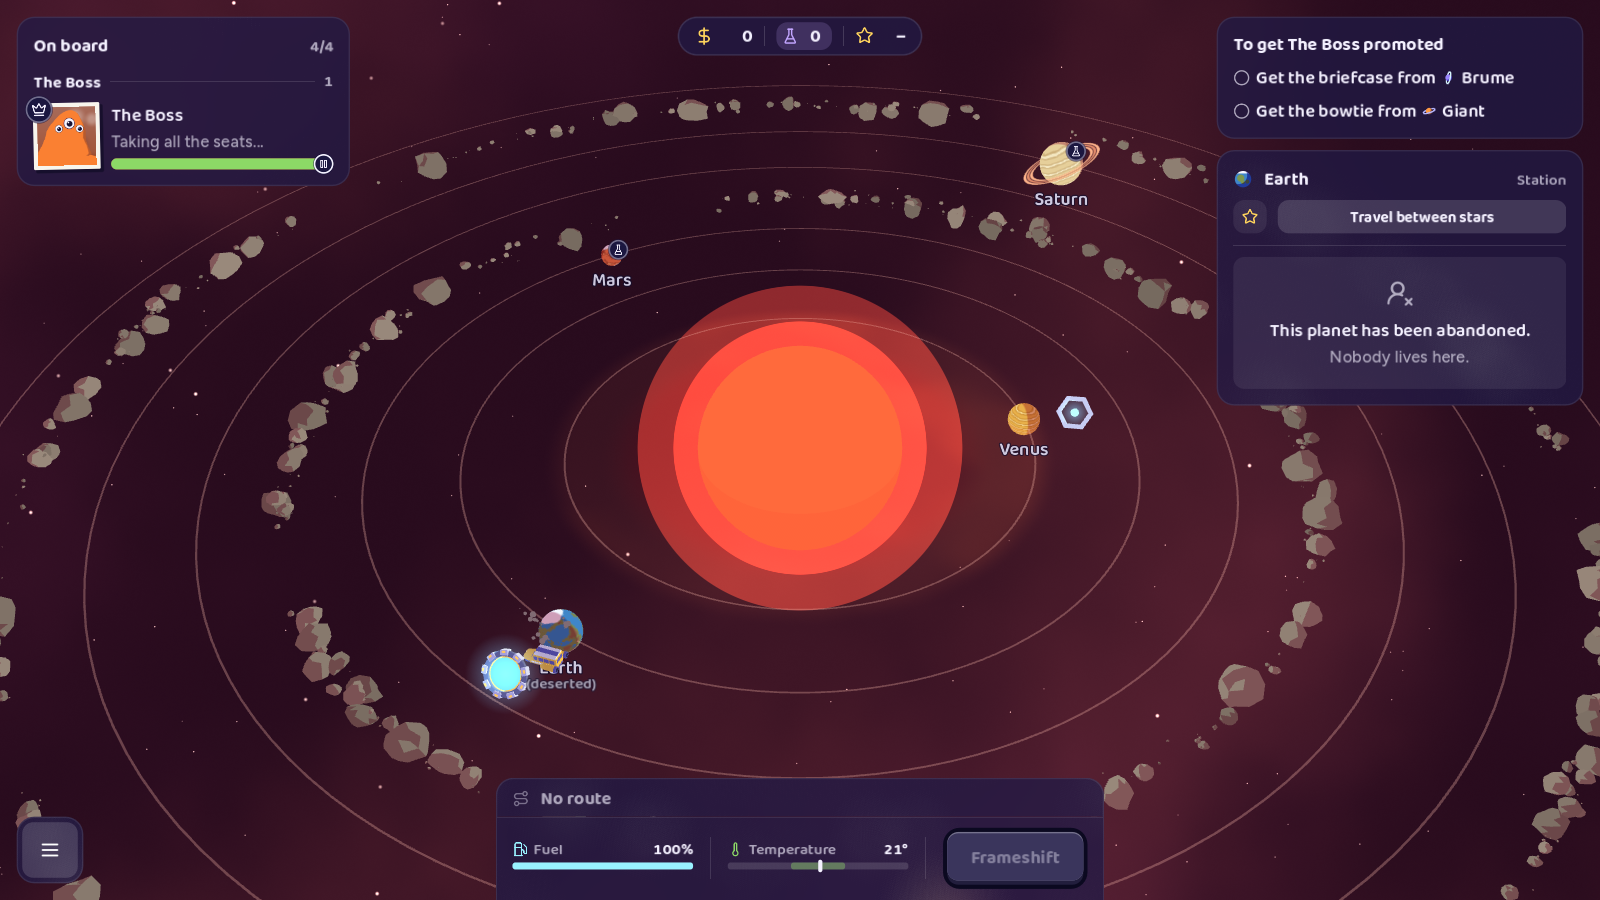 On board
4/4
The Boss
1
The Boss
Taking all the seats...
$ 0
0
–
To get The Boss promoted
Get the briefcase from Brume
Get the bowtie from Giant
Earth
Station
Travel between stars
This planet has been abandoned.
Nobody lives here.
Saturn
Mars
Venus
Earth
(deserted)
No route
Fuel
100%
Temperature
21°
Frameshift